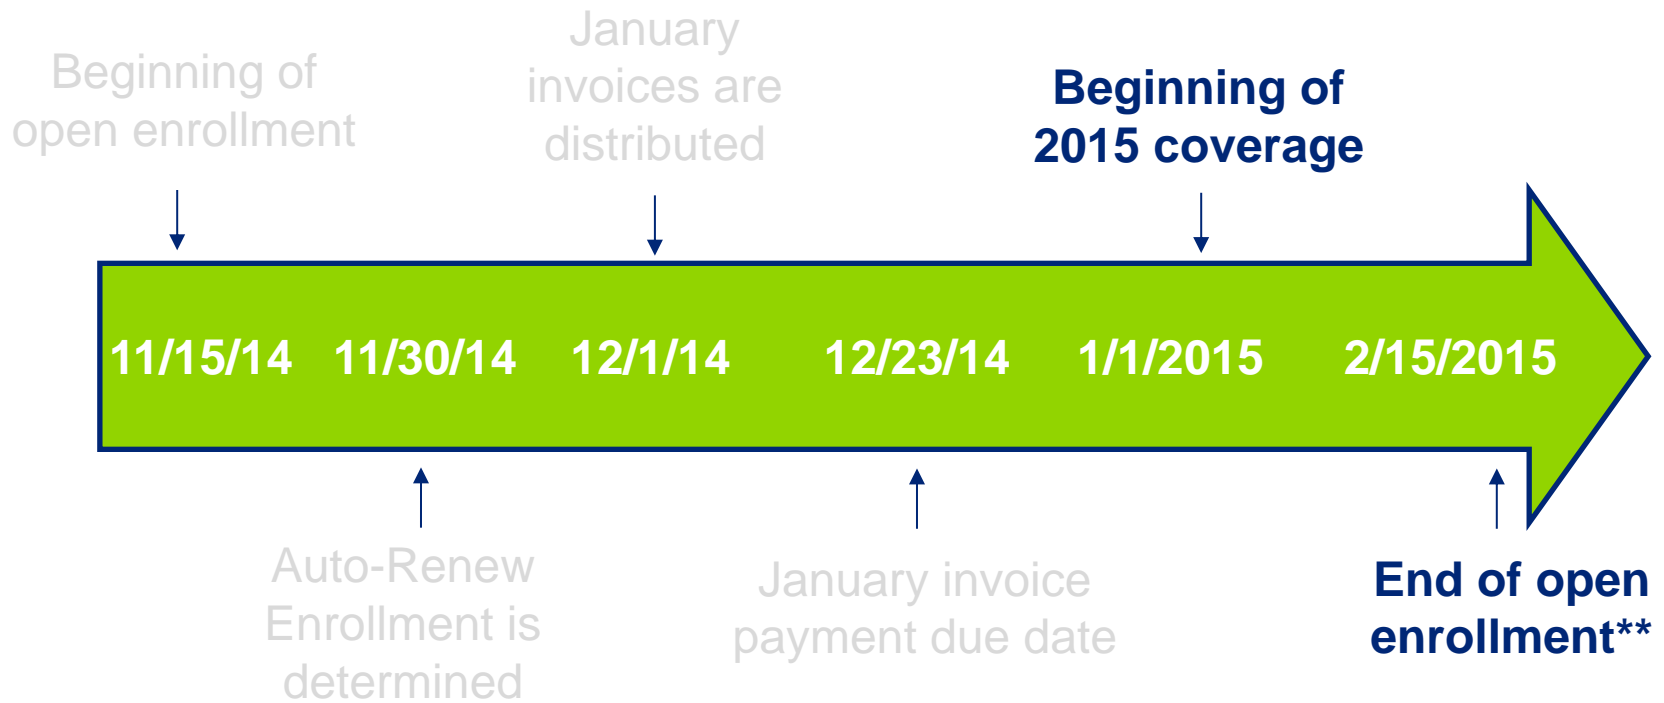 Beginning of
open enrollment
January
invoices are
distributed
Beginning of
2015 coverage
11/15/14 11/30/14 12/1/14 12/23/14 1/1/2015 2/15/2015
Auto-Renew
Enrollment is
determined
January invoice
payment due date
End of open
enrollment**